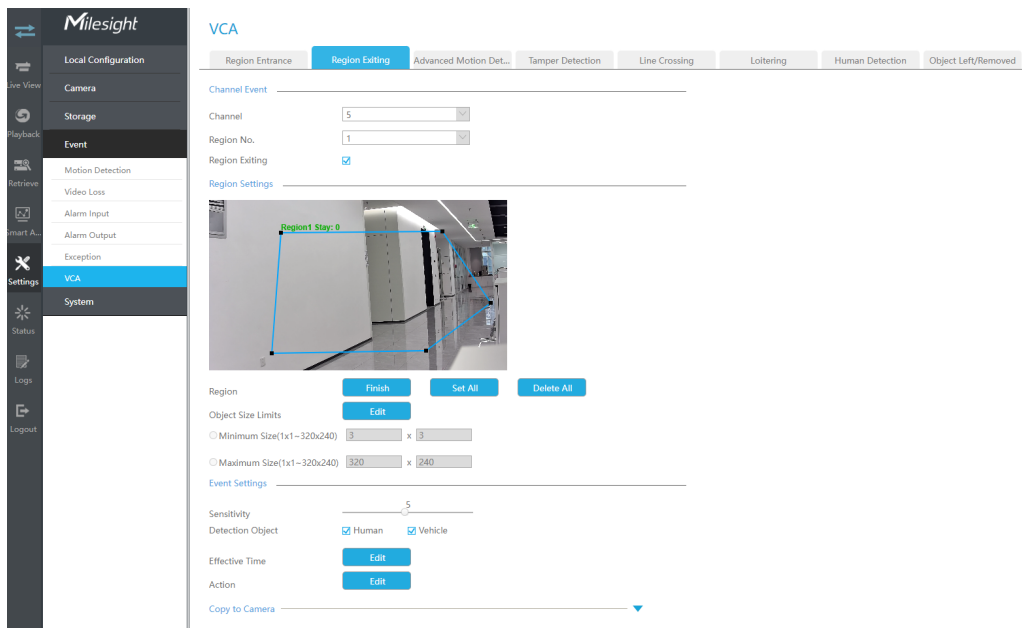 Milesight
Live View
Playback
Retrieve
Smart A...
Settings
Status
Logs
Logout
Local Configuration
Camera
Storage
Event
Motion Detection
Video Loss
Alarm Input
Alarm Output
Exception
VCA
System
VCA
Region Entrance Region Exiting Advanced Motion Det... Tamper Detection Line Crossing Loitering Human Detection Object Left/Removed
Channel Event
Channel 5
Region No. 1
Region Exiting
Region Settings
Region1 Stay: 0
Region Finish Set All Delete All
Object Size Limits Edit
Minimum Size(1x1~320x240) 3 x 3
Maximum Size(1x1~320x240) 320 x 240
Event Settings
5
Sensitivity
Detection Object Human Vehicle
Effective Time Edit
Action Edit
Copy to Camera